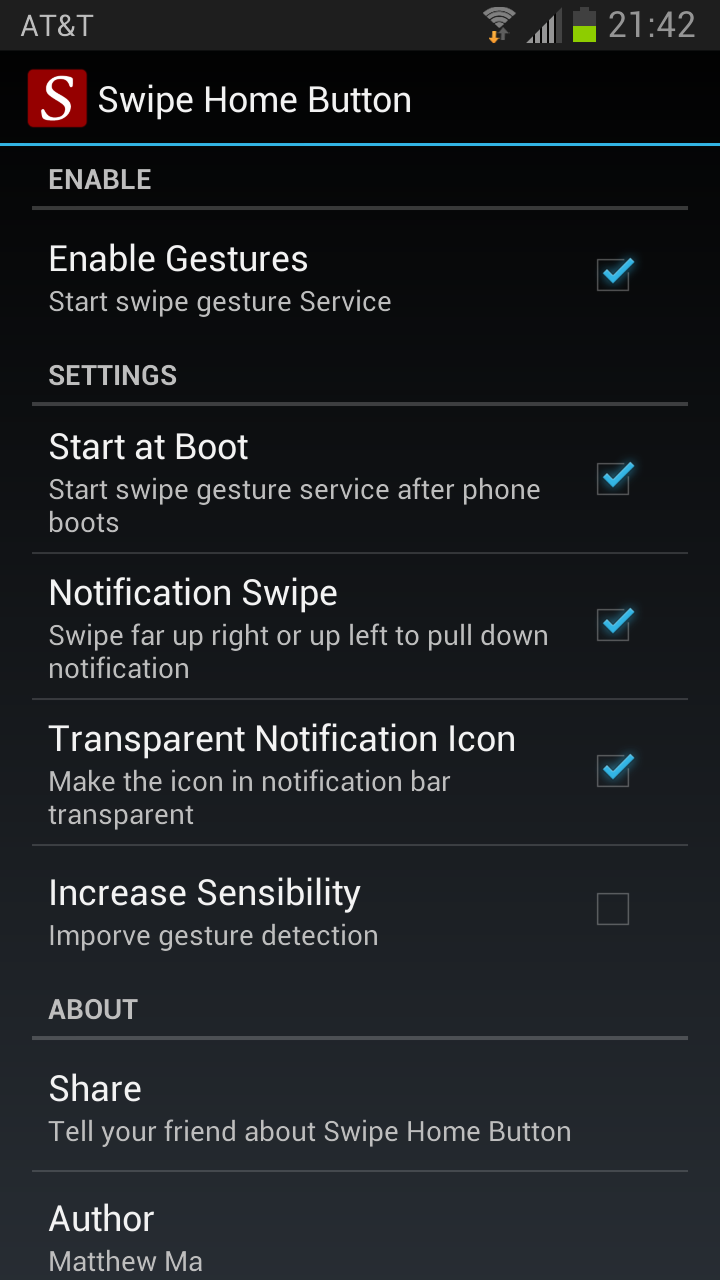 AT&T
21:42
S Swipe Home Button
ENABLE
Enable Gestures
Start swipe gesture Service
SETTINGS
Start at Boot
Start swipe gesture service after phone
boots
Notification Swipe
Swipe far up right or up left to pull down
notification
Transparent Notification Icon
Make the icon in notification bar
transparent
Increase Sensibility
Imporve gesture detection
ABOUT
Share
Tell your friend about Swipe Home Button
Author
Matthew Ma